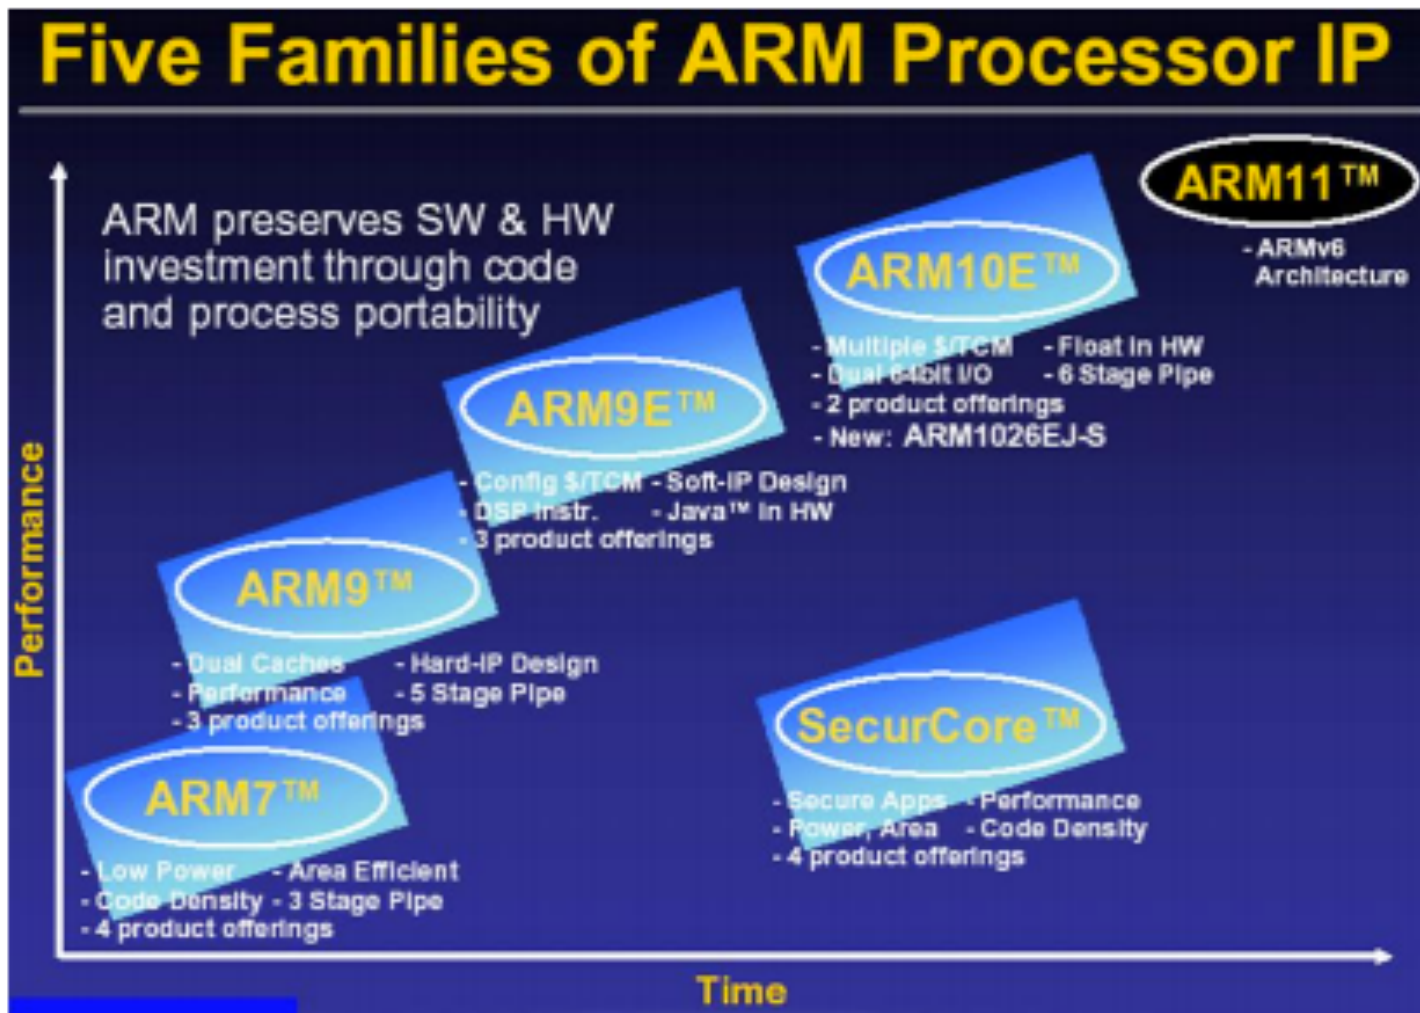 Five Families of ARM Processor IP
ARM preserves SW & HW
investment through code
and process portability
Performance
Time
ARM11™
- ARMv6
Architecture
ARM10E™
- Multiple $/TCM - Float in HW
- Dual 64bit I/O - 6 Stage Pipe
- 2 product offerings
- New: ARM1026EJ-S
ARM9E™
- Config $/TCM - Soft-IP Design
- DSP Instr. - Java™ in HW
- 3 product offerings
ARM9™
- Dual Caches - Hard-IP Design
- Performance - 5 Stage Pipe
- 3 product offerings
ARM7™
- Low Power - Area Efficient
- Code Density - 3 Stage Pipe
- 4 product offerings
SecurCore™
- Secure Apps - Performance
- Power, Area - Code Density
- 4 product offerings